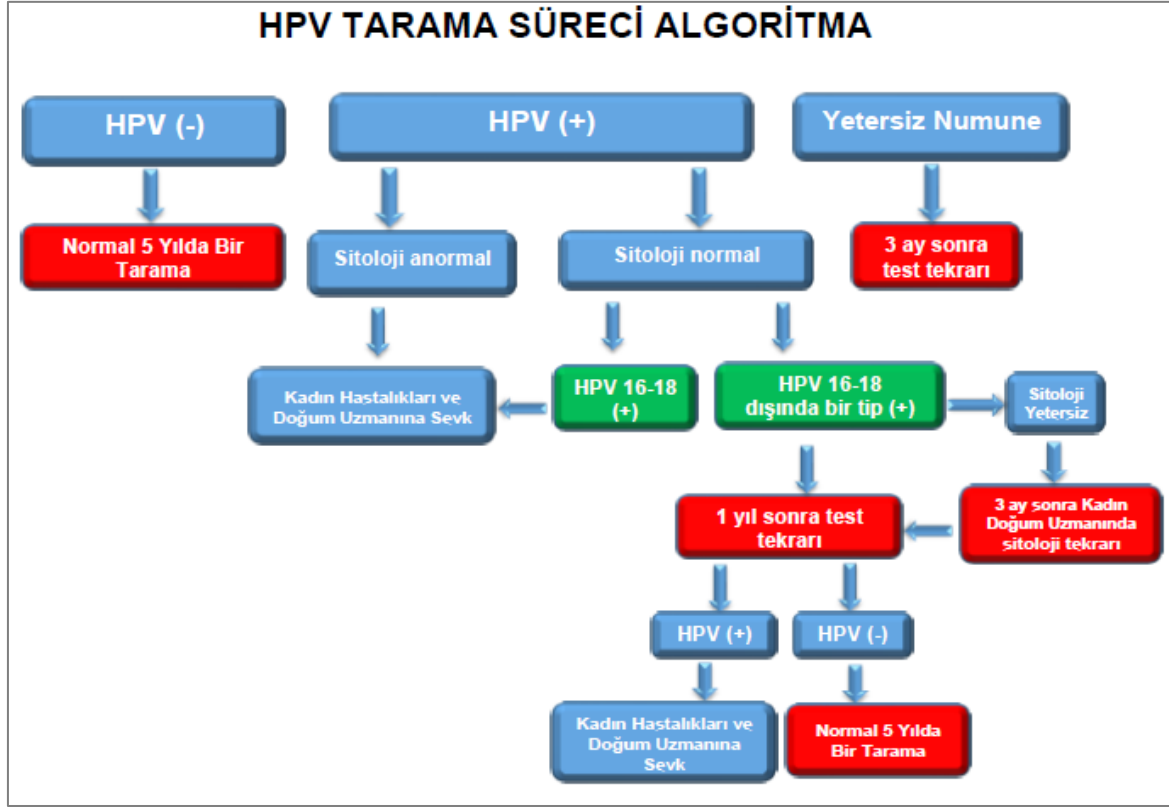 HPV TARAMA SÜRECİ ALGORİTMA
HPV (-)
HPV (+)
Yetersiz Numune
Normal 5 Yılda Bir
Tarama
Sitoloji anormal
Sitoloji normal
3 ay sonra
test tekrarı
Kadın Hastalıkları ve
Doğum Uzmanına Sevk
HPV 16-18
(+)
HPV 16-18
dışında bir tip (+)
Sitoloji
Yetersiz
1 yıl sonra test
tekrarı
3 ay sonra Kadın
Doğum Uzmanında
sitoloji tekrarı
HPV (+)
HPV (-)
Kadın Hastalıkları ve
Doğum Uzmanına
Sevk
Normal 5 Yılda
Bir Tarama